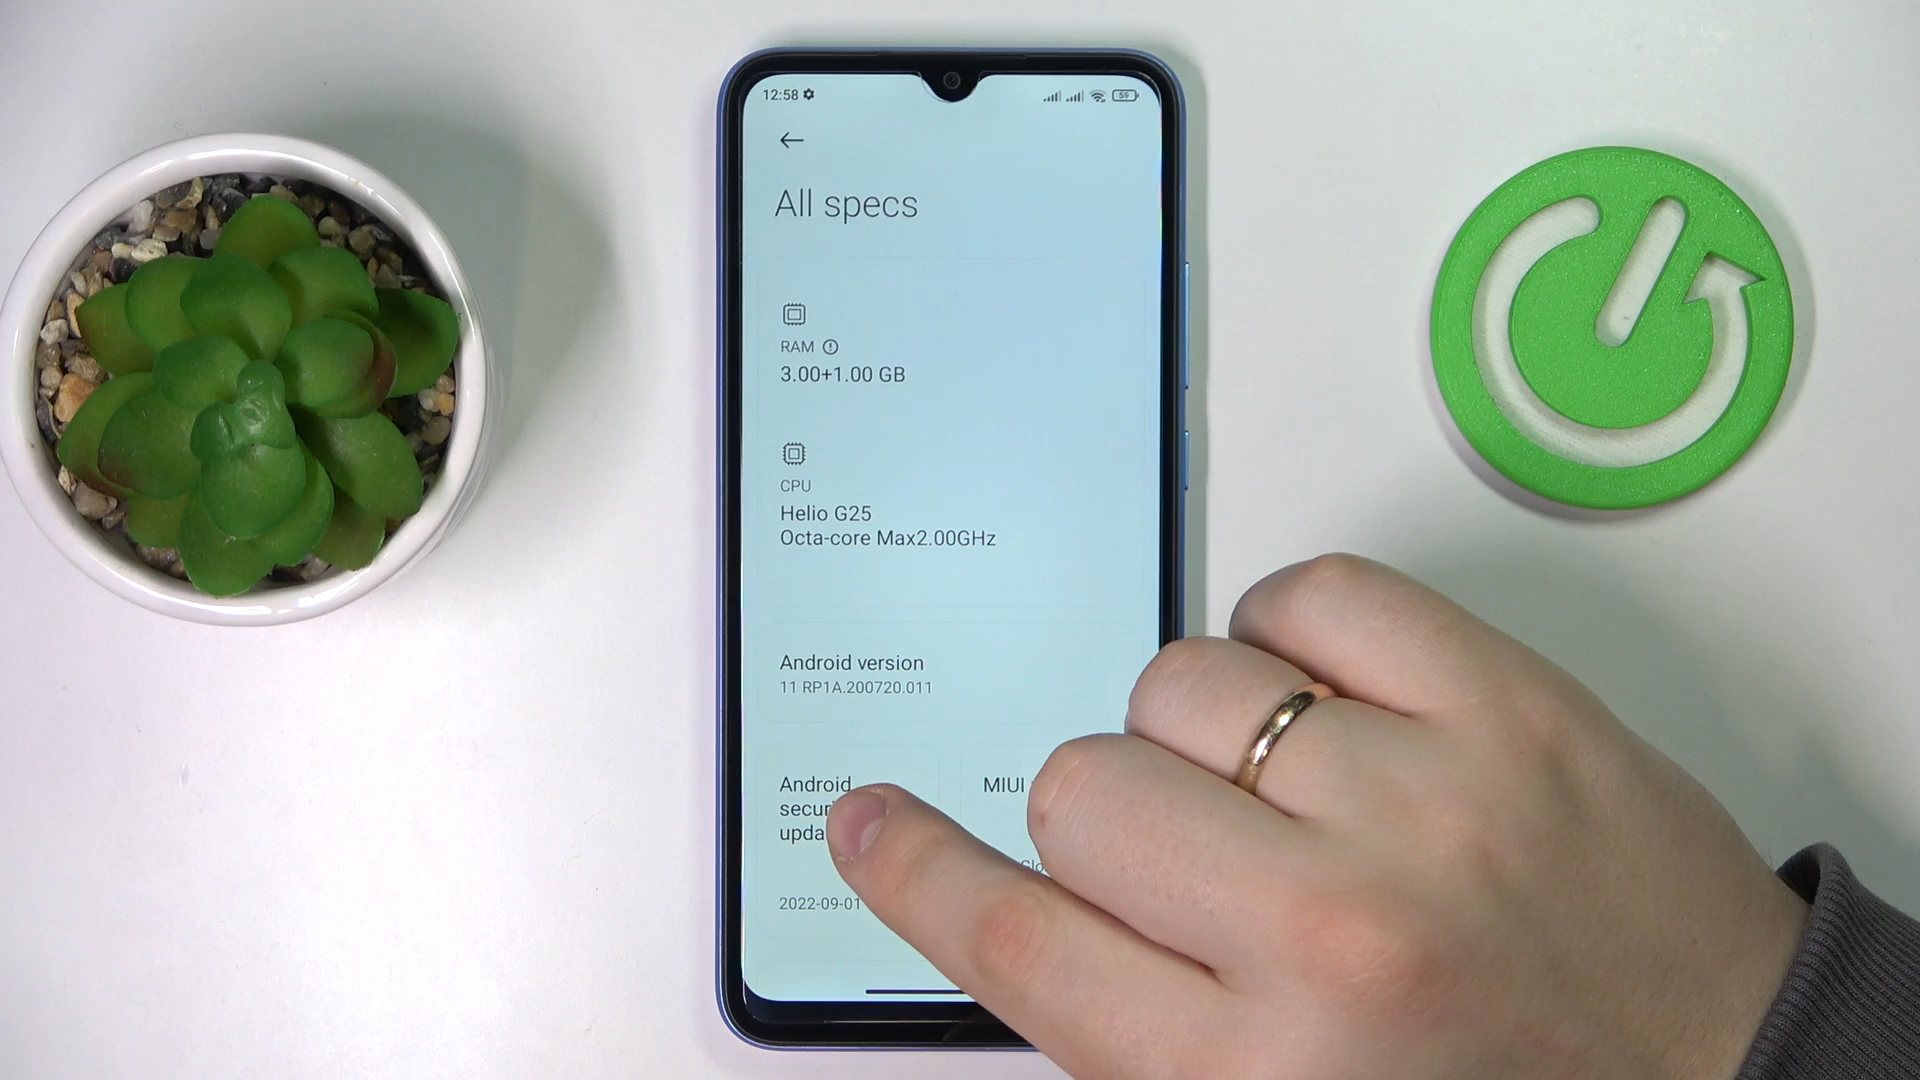 12:58
59
All specs
RAM
3.00+1.00 GB
CPU
Helio G25
Octa-core Max2.00GHz
Android version
11 RP1A.200720.011
Android
MIUI
2022-09-01